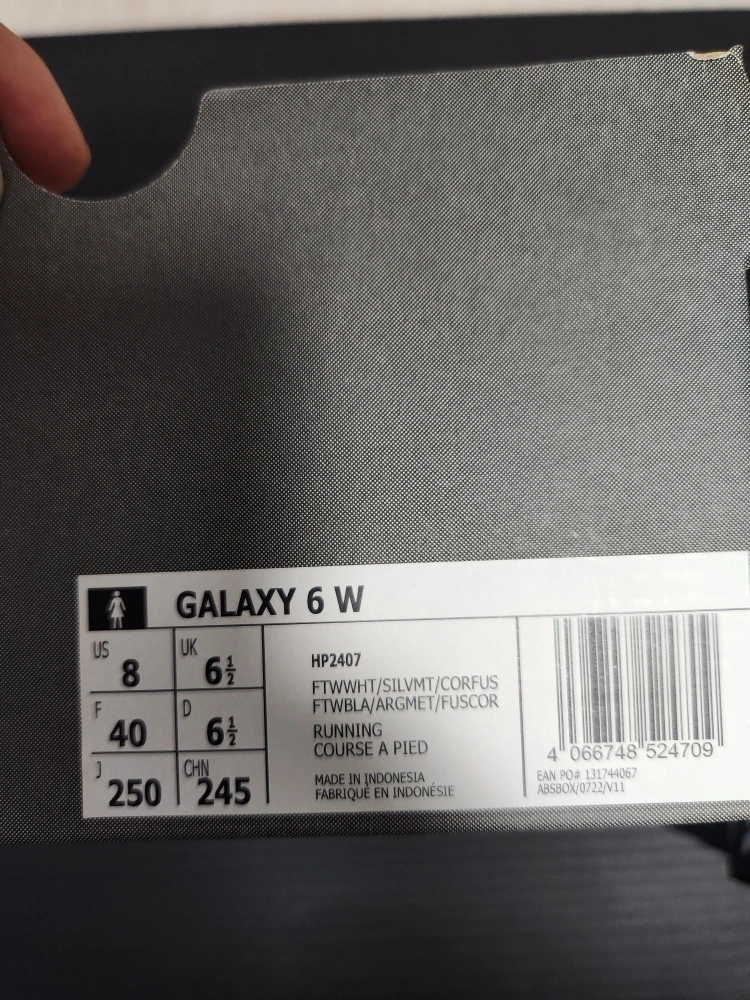 GALAXY 6 W
US
8
UK
6½
F
40
D
6½
J
250
CHN
245
HP2407
FTWWHT/SILVMT/CORFUS
FTWBLA/ARGMET/FUSCOR
RUNNING
COURSE A PIED
MADE IN INDONESIA
FABRIQUÉ EN INDONÉSIE
4 066748 524709
EAN PO# 131744067
ABSBOX/0722/V11